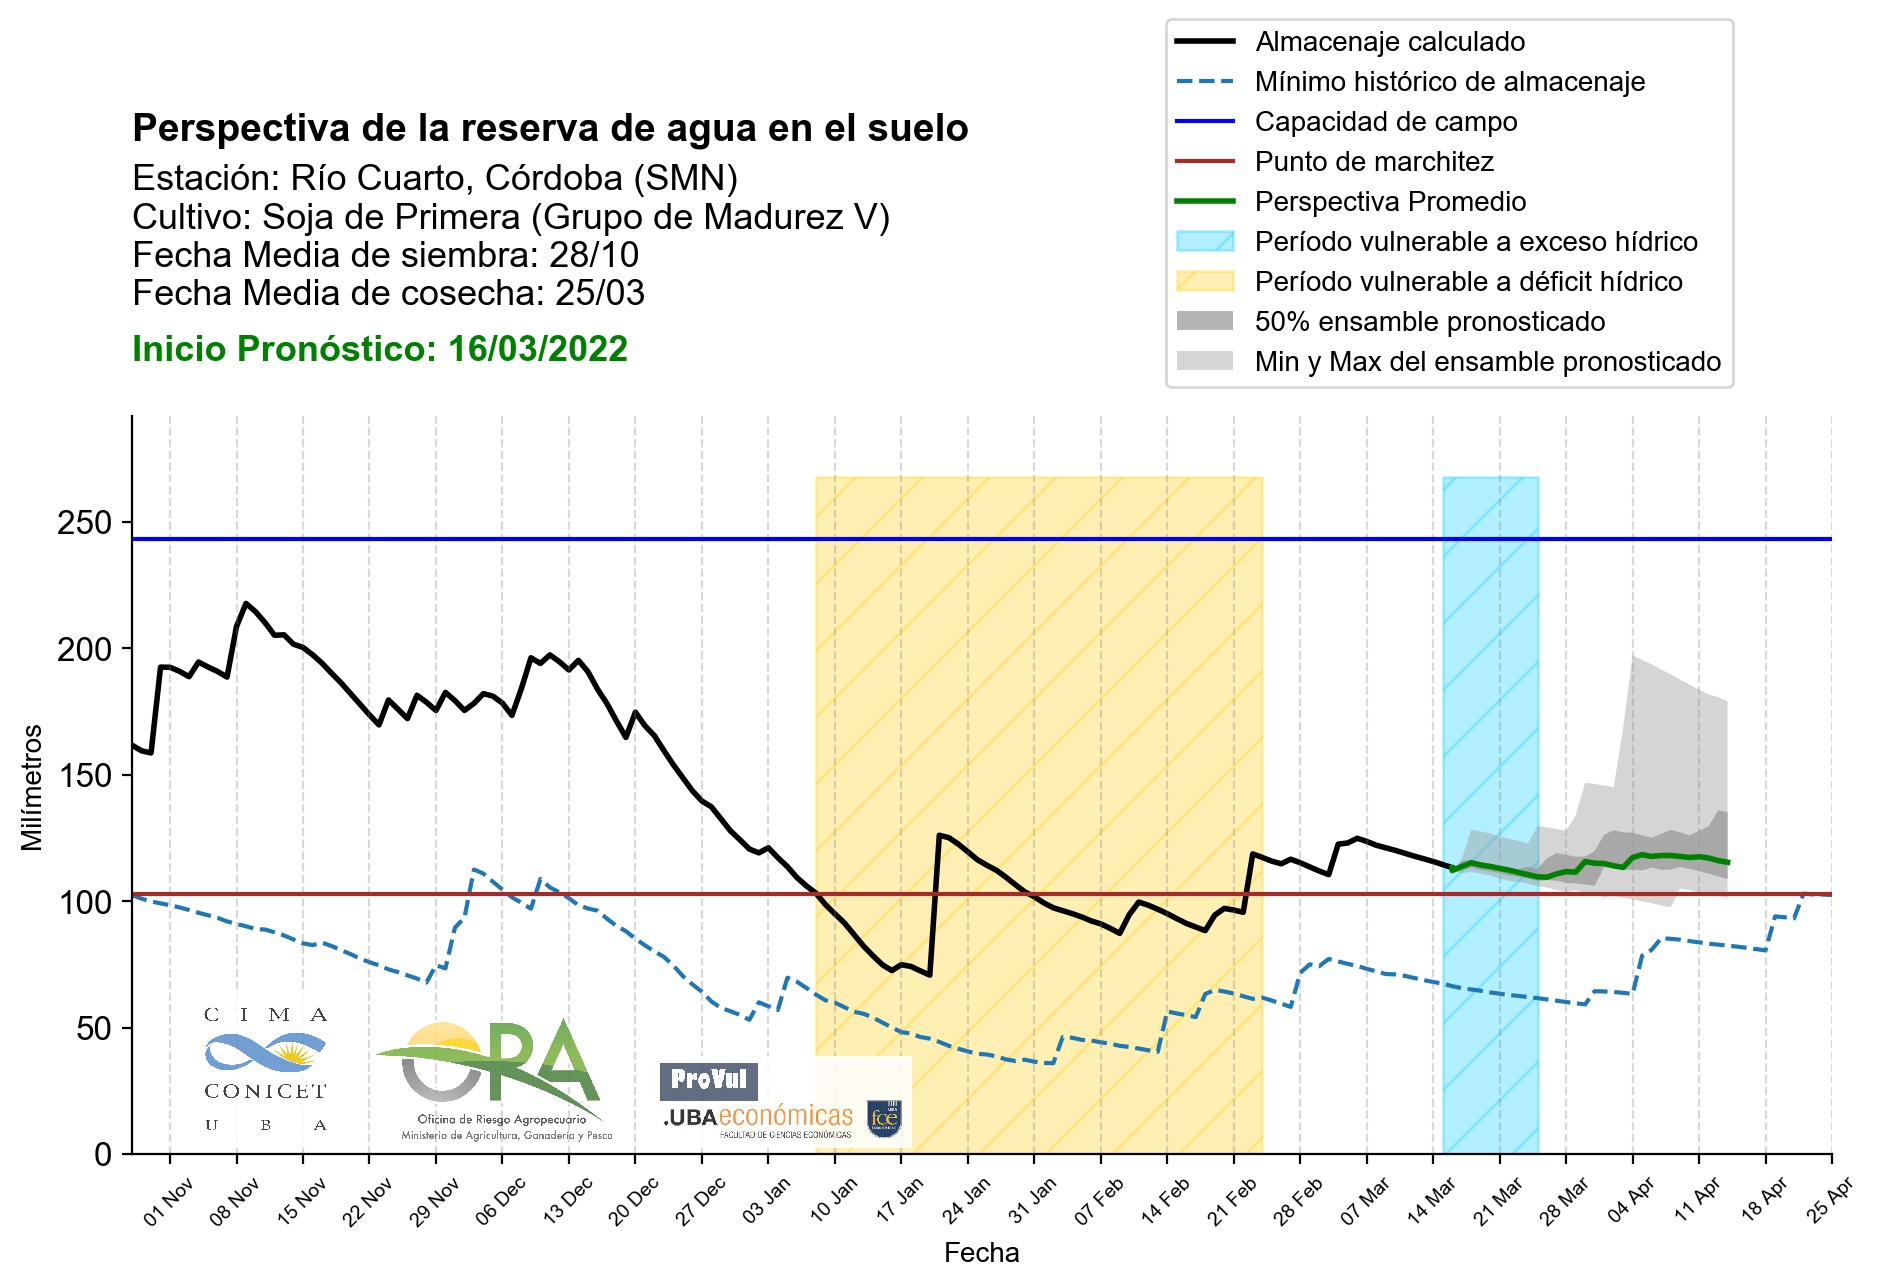 Almacenaje calculado
Mínimo histórico de almacenaje
Capacidad de campo
Punto de marchitez
Perspectiva Promedio
Período vulnerable a exceso hídrico
Período vulnerable a déficit hídrico
50% ensamble pronosticado
Min y Max del ensamble pronosticado
Perspectiva de la reserva de agua en el suelo
Estación: Río Cuarto, Córdoba (SMN)
Cultivo: Soja de Primera (Grupo de Madurez V)
Fecha Media de siembra: 28/10
Fecha Media de cosecha: 25/03
Inicio Pronóstico: 16/03/2022
Milímetros
250
200
150
100
50
0
CIMA
CONICET
UBA
ORA
Oficina de Riesgo Agropecuario
Ministerio de Agricultura, Ganadería y Pesca
ProVul
.UBAeconómicas
FACULTAD DE CIENCIAS ECONÓMICAS
fce
01 Nov
08 Nov
15 Nov
22 Nov
29 Nov
06 Dec
13 Dec
20 Dec
27 Dec
03 Jan
10 Jan
17 Jan
24 Jan
31 Jan
07 Feb
14 Feb
21 Feb
28 Feb
07 Mar
14 Mar
21 Mar
28 Mar
04 Apr
11 Apr
18 Apr
25 Apr
Fecha